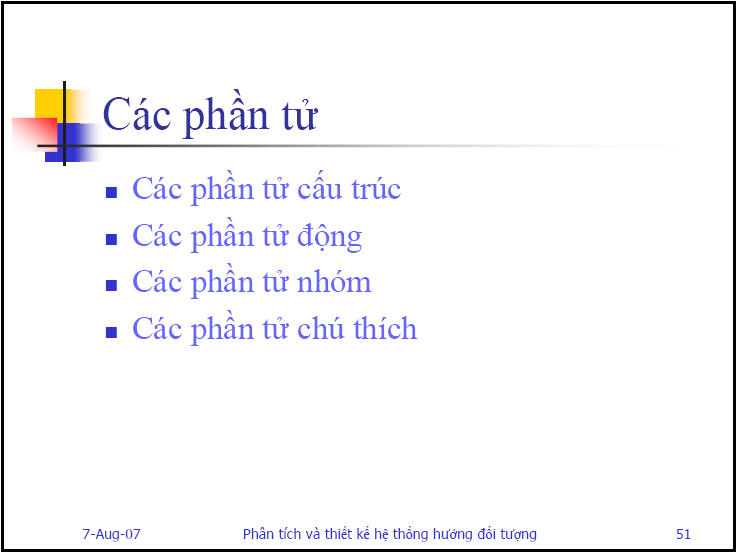 Các phần tử
Các phần tử cấu trúc
Các phần tử động
Các phần tử nhóm
Các phần tử chú thích
7-Aug-07 Phân tích và thiết kế hệ thống hướng đối tượng 51